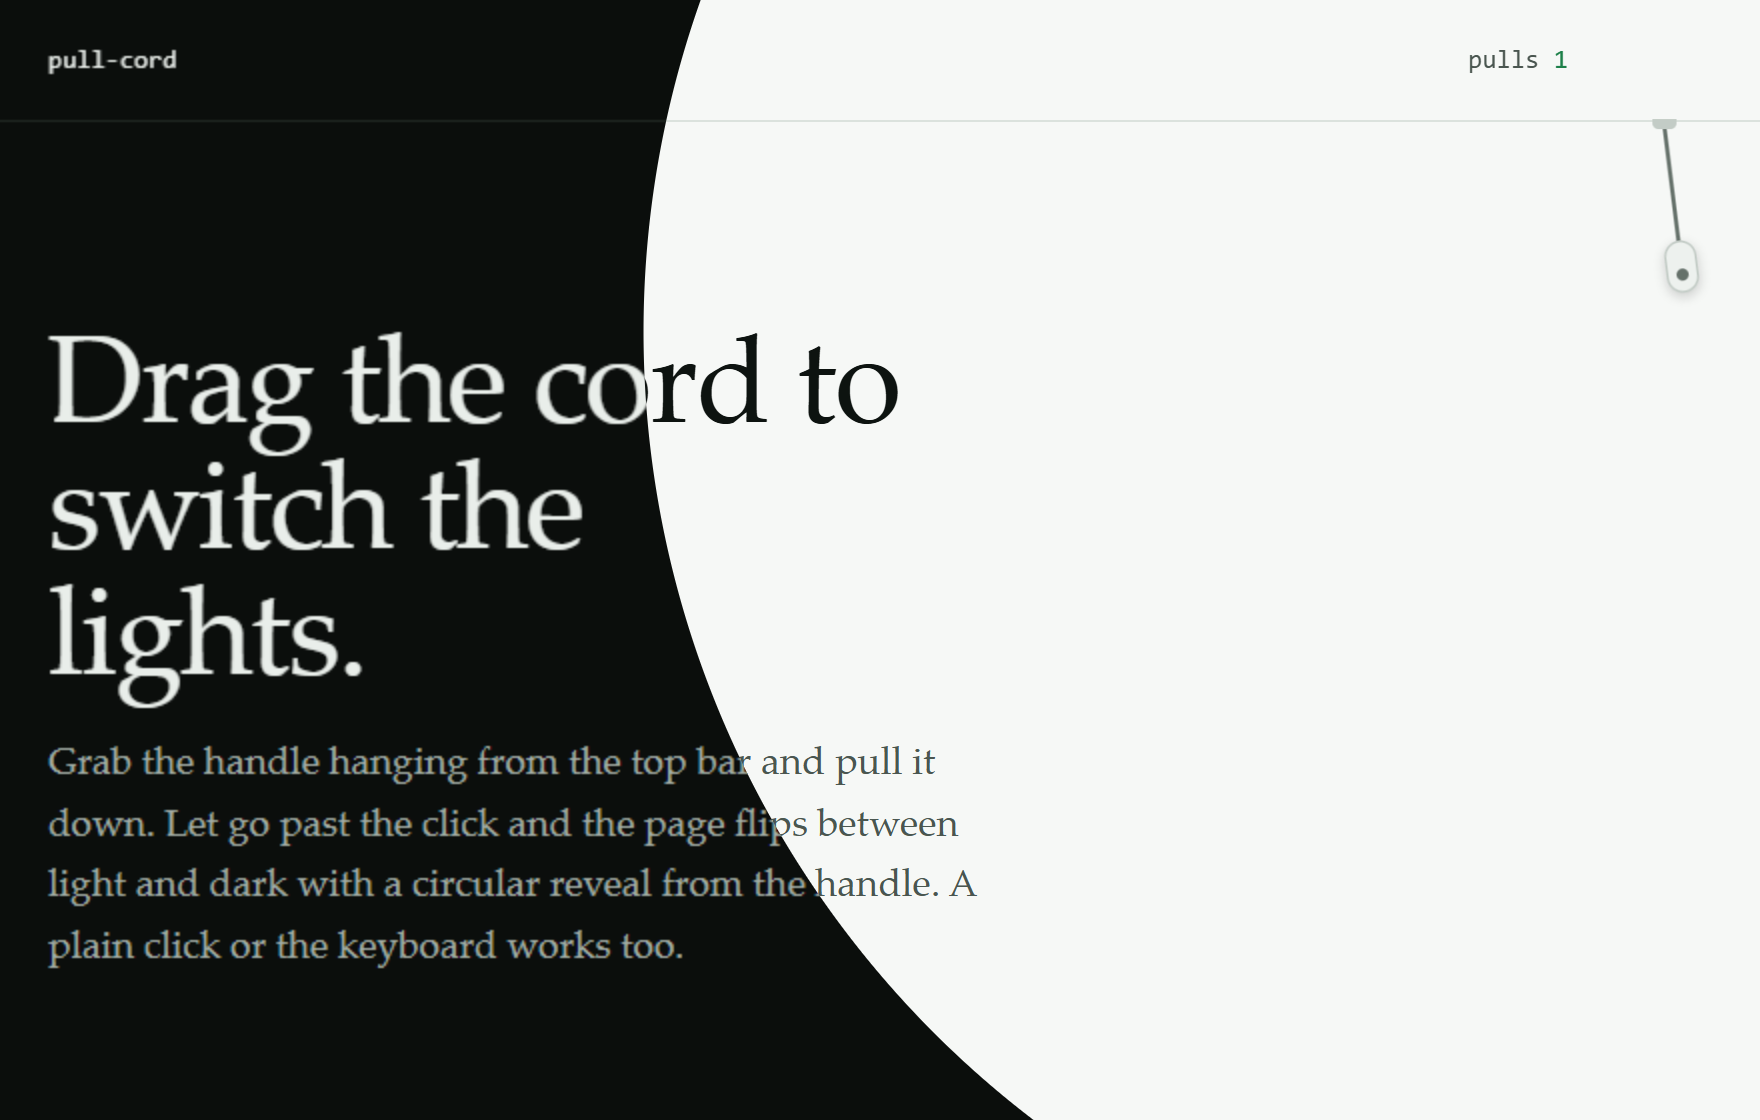 pull-cord
pulls 1
Drag the cord to
switch the
lights.
Grab the handle hanging from the top bar and pull it
down. Let go past the click and the page flips between
light and dark with a circular reveal from the handle. A
plain click or the keyboard works too.